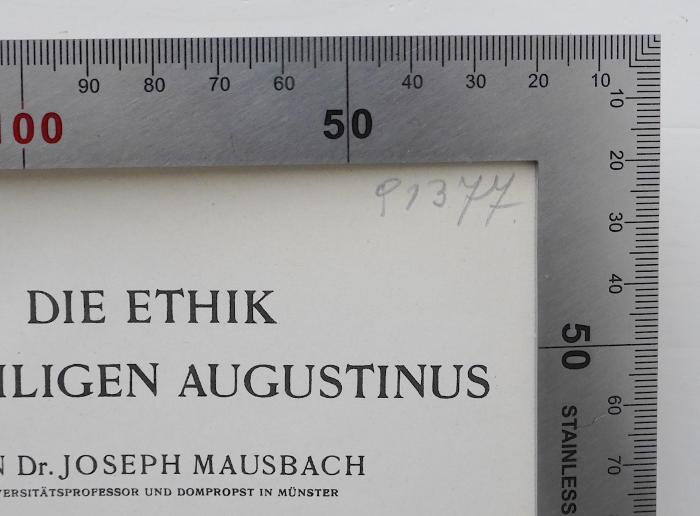 90 80 70 60 40 30 20 10
100 50
10
20
30
40
50
60
70
STAINLESS
91377.
DIE ETHIK
ILIGEN AUGUSTINUS
N Dr. JOSEPH MAUSBACH
VERSITÄTSPROFESSOR UND DOMPROPST IN MÜNSTER